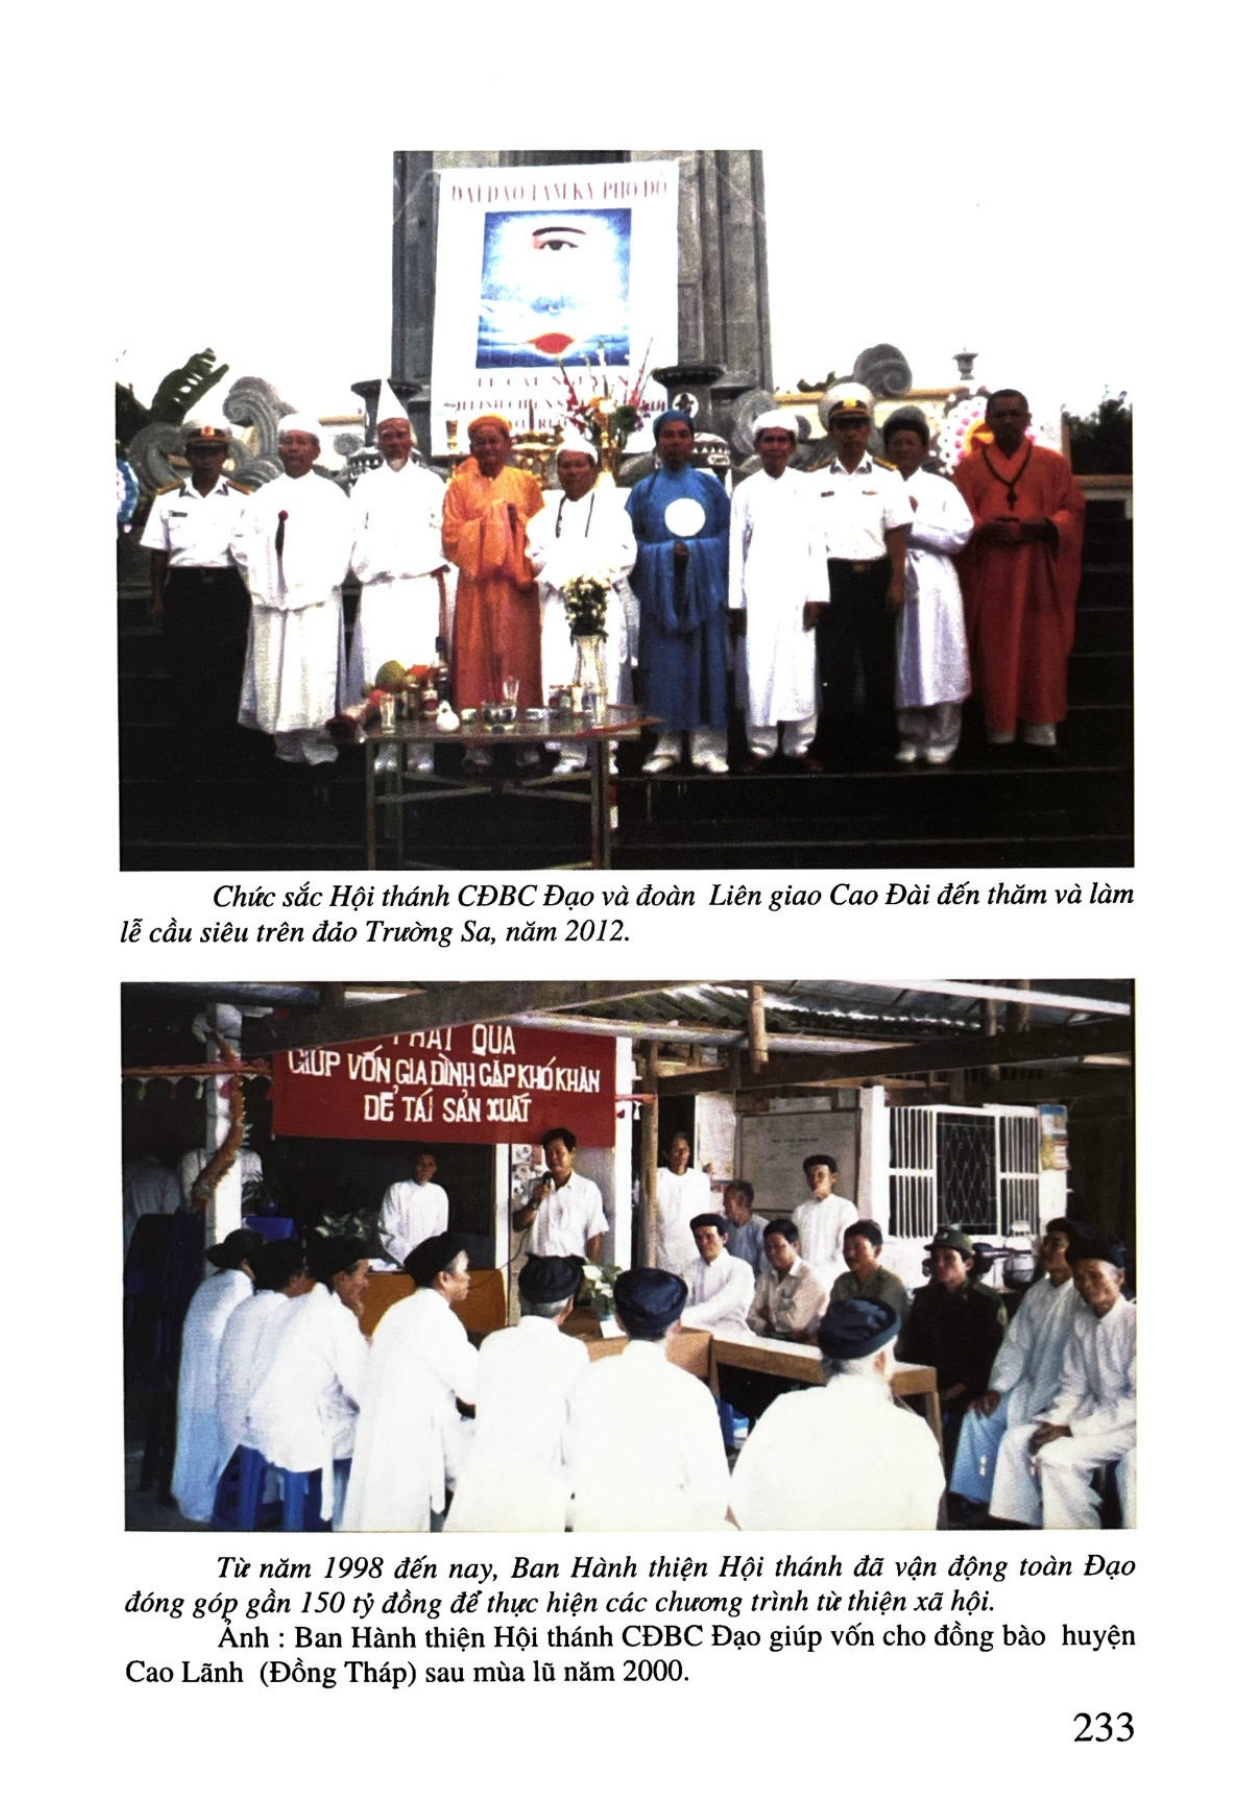 ĐẠI ĐẠO TAM KỲ PHỔ ĐỘ
Chức sắc Hội thánh CĐBC Đạo và đoàn Liên giao Cao Đài đến thăm và làm
lễ cầu siêu trên đảo Trường Sa, năm 2012.
PHÁT QUÀ
GIÚP VỐN GIA ĐÌNH GẶP KHÓ KHĂN
ĐỂ TÁI SẢN XUẤT
Từ năm 1998 đến nay, Ban Hành thiện Hội thánh đã vận động toàn Đạo
đóng góp gần 150 tỷ đồng để thực hiện các chương trình từ thiện xã hội.
Ảnh : Ban Hành thiện Hội thánh CĐBC Đạo giúp vốn cho đồng bào huyện
Cao Lãnh (Đồng Tháp) sau mùa lũ năm 2000.
233